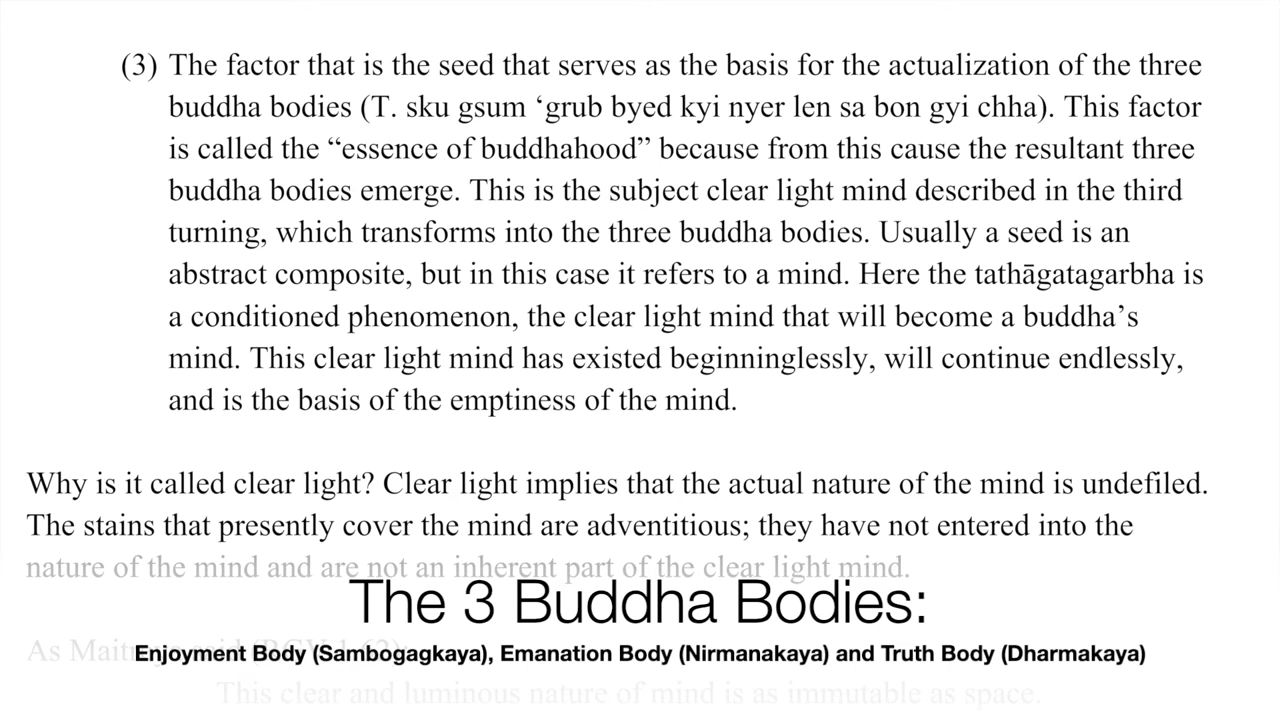 (3) The factor that is the seed that serves as the basis for the actualization of the three
buddha bodies (T. sku gsum ‘grub byed kyi nyer len sa bon gyi chha). This factor
is called the “essence of buddhahood” because from this cause the resultant three
buddha bodies emerge. This is the subject clear light mind described in the third
turning, which transforms into the three buddha bodies. Usually a seed is an
abstract composite, but in this case it refers to a mind. Here the tathāgatagarbha is
a conditioned phenomenon, the clear light mind that will become a buddha’s
mind. This clear light mind has existed beginninglessly, will continue endlessly,
and is the basis of the emptiness of the mind.
Why is it called clear light? Clear light implies that the actual nature of the mind is undefiled.
The stains that presently cover the mind are adventitious; they have not entered into the
nature of the mind and are not an inherent part of the clear light mind.
The 3 Buddha Bodies:
As
Enjoyment Body (Sambogagkaya), Emanation Body (Nirmanakaya) and Truth Body (Dharmakaya)
This clear and luminous nature of mind is as immutable as space.